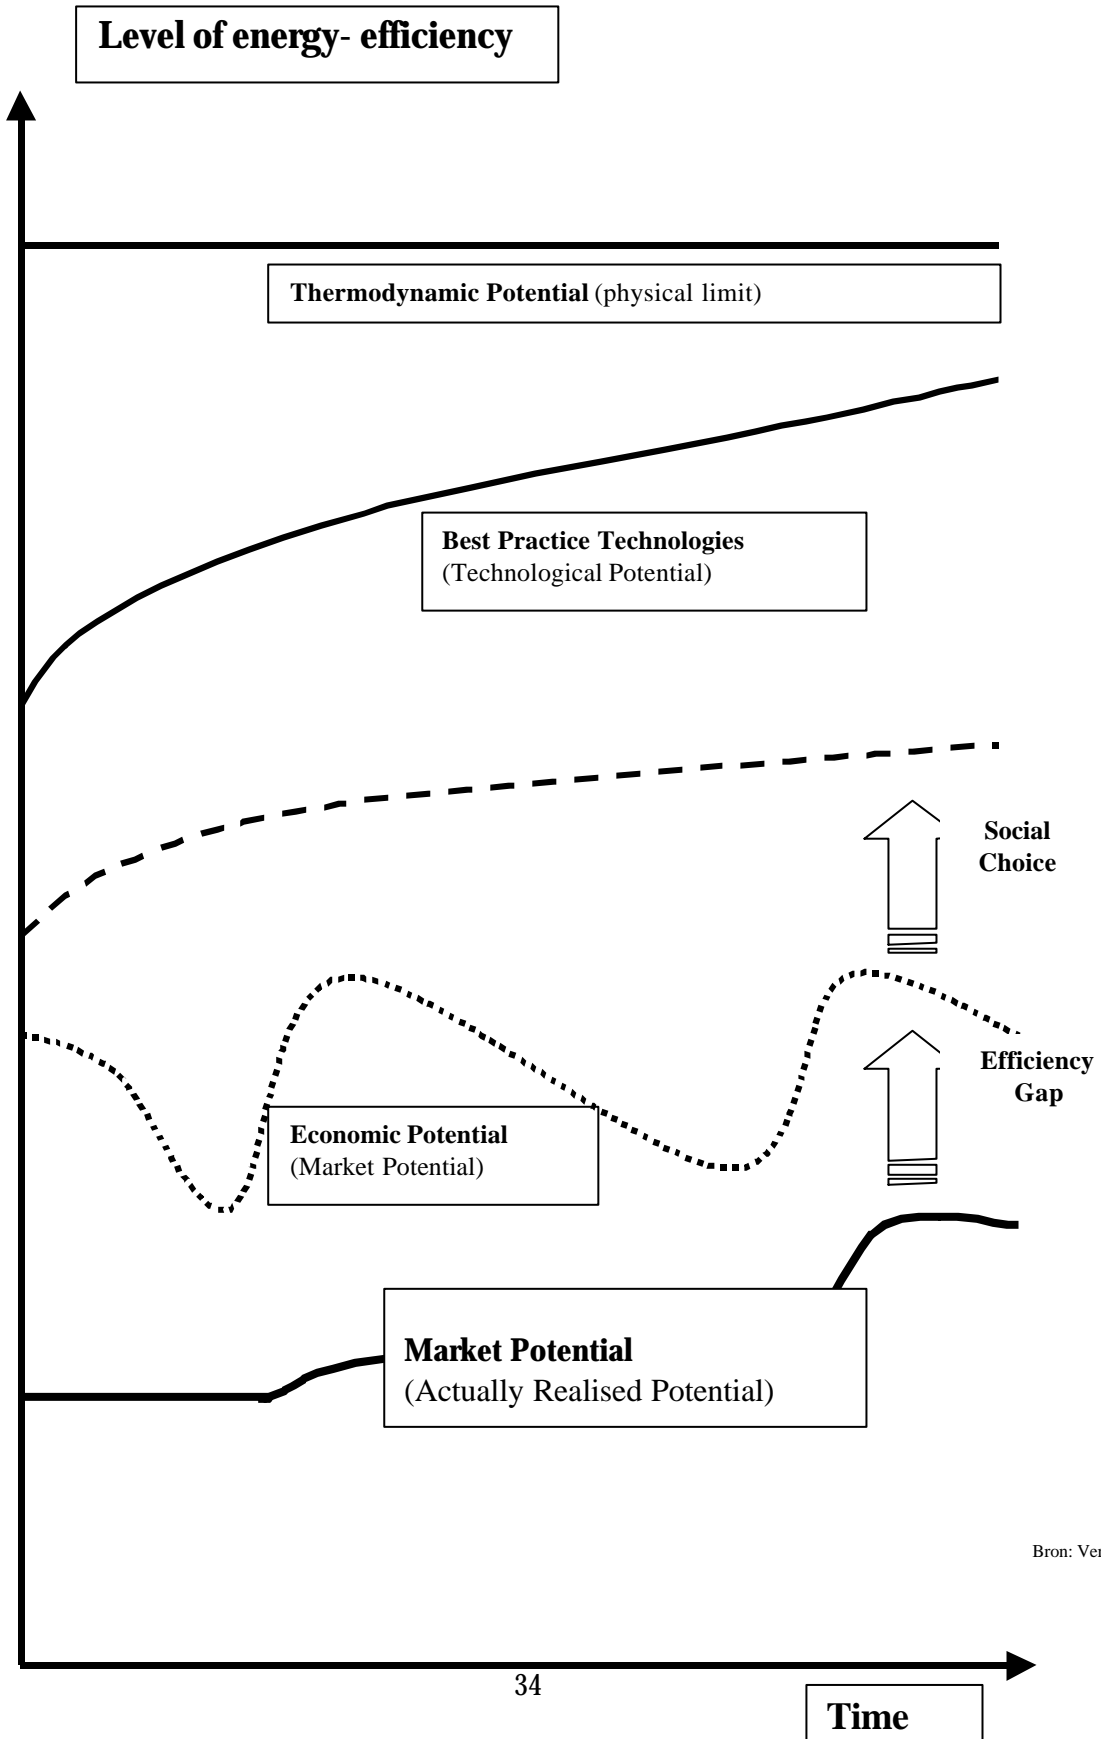 Level of energy- efficiency
Thermodynamic Potential (physical limit)
Best Practice Technologies
(Technological Potential)
Social
Choice
Efficiency
Gap
Economic Potential
(Market Potential)
Market Potential
(Actually Realised Potential)
Bron:
34
Time